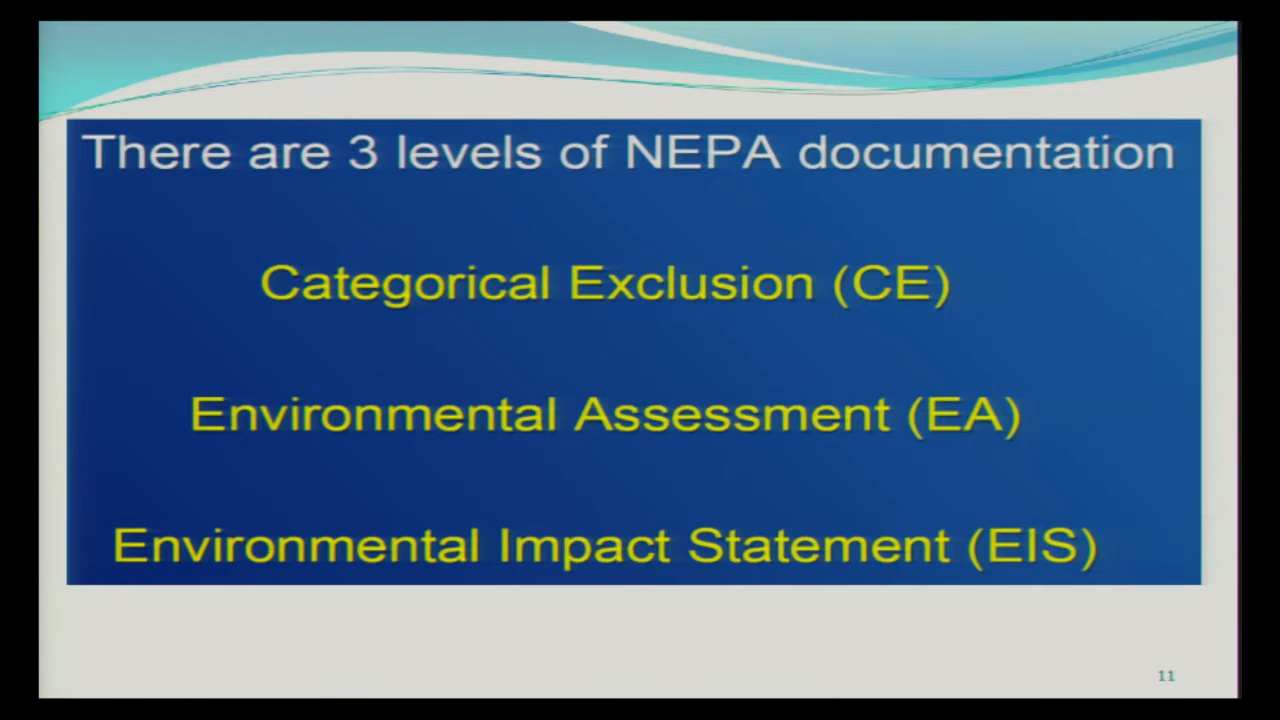 There are 3 levels of NEPA documentation
Categorical Exclusion (CE)
Environmental Assessment (EA)
Environmental Impact Statement (EIS)
11